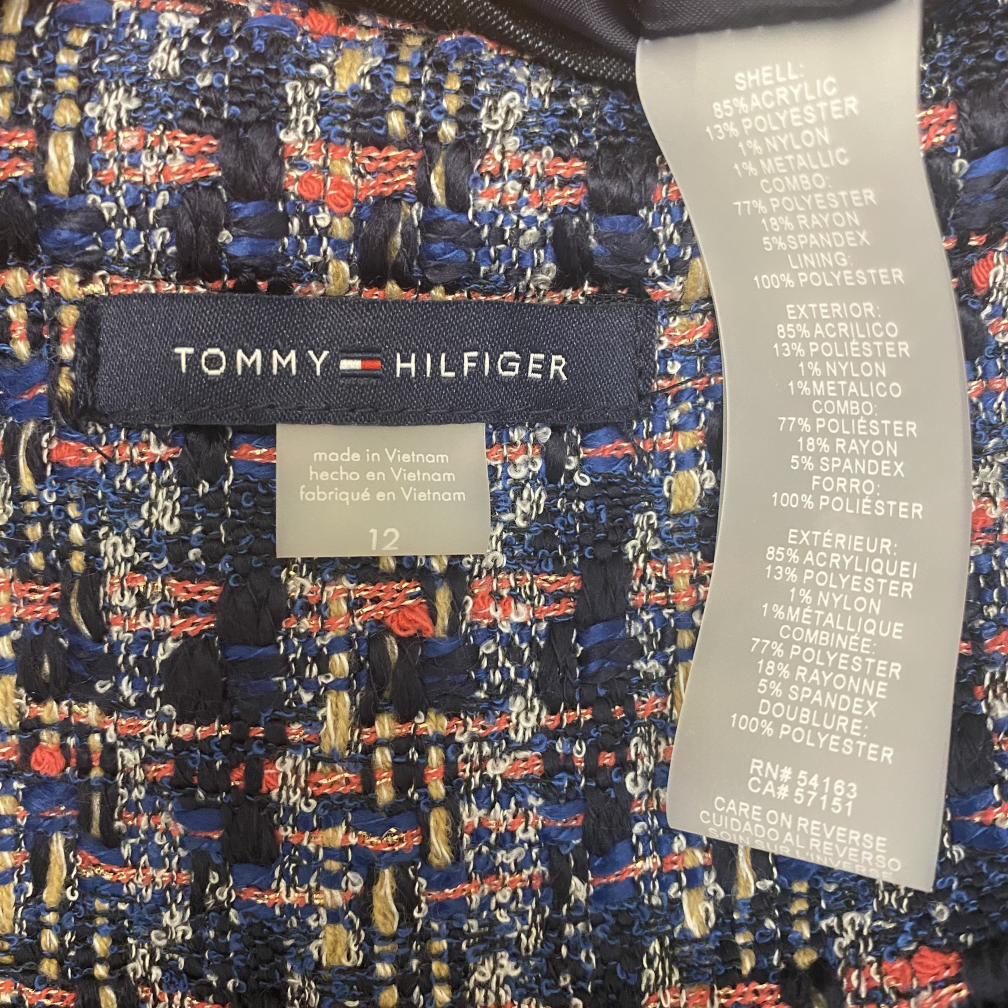 TOMMY HILFIGER
made in Vietnam
hecho en Vietnam
fabriqué en Vietnam
12
SHELL:
85% ACRYLIC
13% POLYESTER
1% NYLON
1% METALLIC
COMBO:
77% POLYESTER
18% RAYON
5%SPANDEX
LINING:
100% POLYESTER
EXTERIOR:
85% ACRILICO
13% POLIÉSTER
1% NYLON
1%METALICO
COMBO:
77% POLIÉSTER
18% RAYON
5% SPANDEX
FORRO:
100% POLIÉSTER
EXTÉRIEUR:
85% ACRYLIQUEI
13% POLYESTER
1% NYLON
1%MÉTALLIQUE
COMBINÉE:
77% POLYESTER
18% RAYONNE
5% SPANDEX
DOUBLURE:
100% POLYESTER
RN# 54163
CA# 57151
CARE ON REVERSE
CUIDADO AL REVERSO